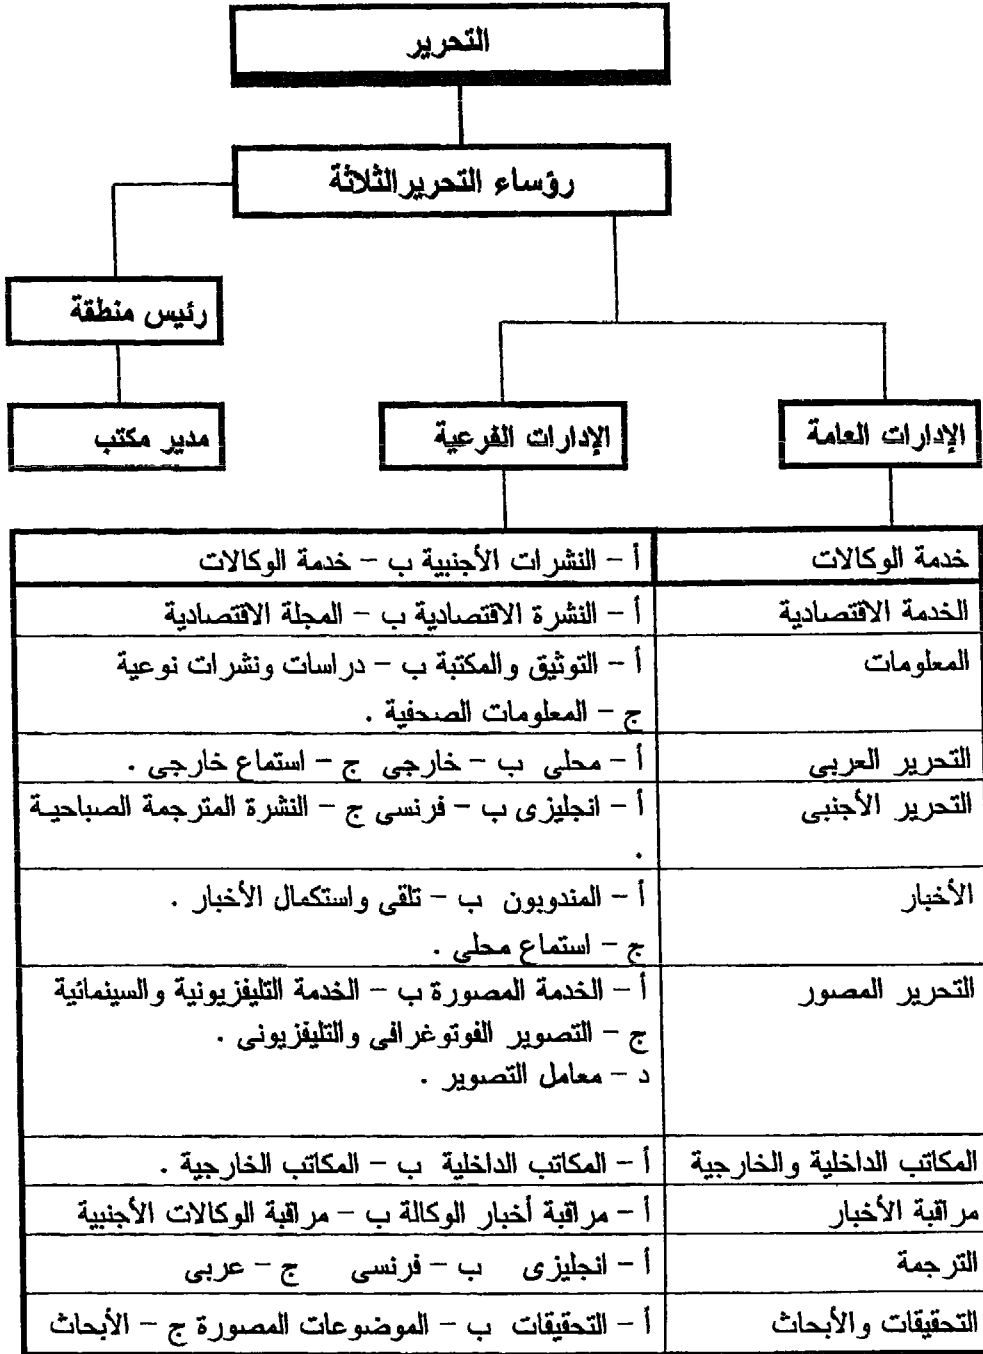 التحرير
رؤساء التحرير الثلاثة
رئيس منطقة
الإدارات العامة
الإدارات الفرعية
مدير مكتب
خدمة الوكالات
أ – النشرات الأجنبية ب – خدمة الوكالات
الخدمة الاقتصادية
أ – النشرة الاقتصادية ب – المجلة الاقتصادية
المعلومات
أ – التوثيق والمكتبة ب – دراسات ونشرات نوعية
ج – المعلومات الصحفية .
التحرير العربى
أ – محلى ب – خارجى ج – استماع خارجى .
التحرير الأجنبى
أ – انجليزى ب – فرنسى ج – النشرة المترجمة الصباحية
.
الأخبار
أ – المندوبون ب – تلقى واستكمال الأخبار .
ج – استماع محلى .
التحرير المصور
أ – الخدمة المصورة ب – الخدمة التليفزيونية والسينمائية
ج – التصوير الفوتوغرافى والتليفزيونى .
د – معامل التصوير .
المكاتب الداخلية والخارجية
أ – المكاتب الداخلية ب – المكاتب الخارجية .
مراقبة الأخبار
أ – مراقبة أخبار الوكالة ب – مراقبة الوكالات الأجنبية
الترجمة
أ – انجليزى ب – فرنسى ج – عربى
التحقيقات والأبحاث
أ – التحقيقات ب – الموضوعات المصورة ج – الأبحاث